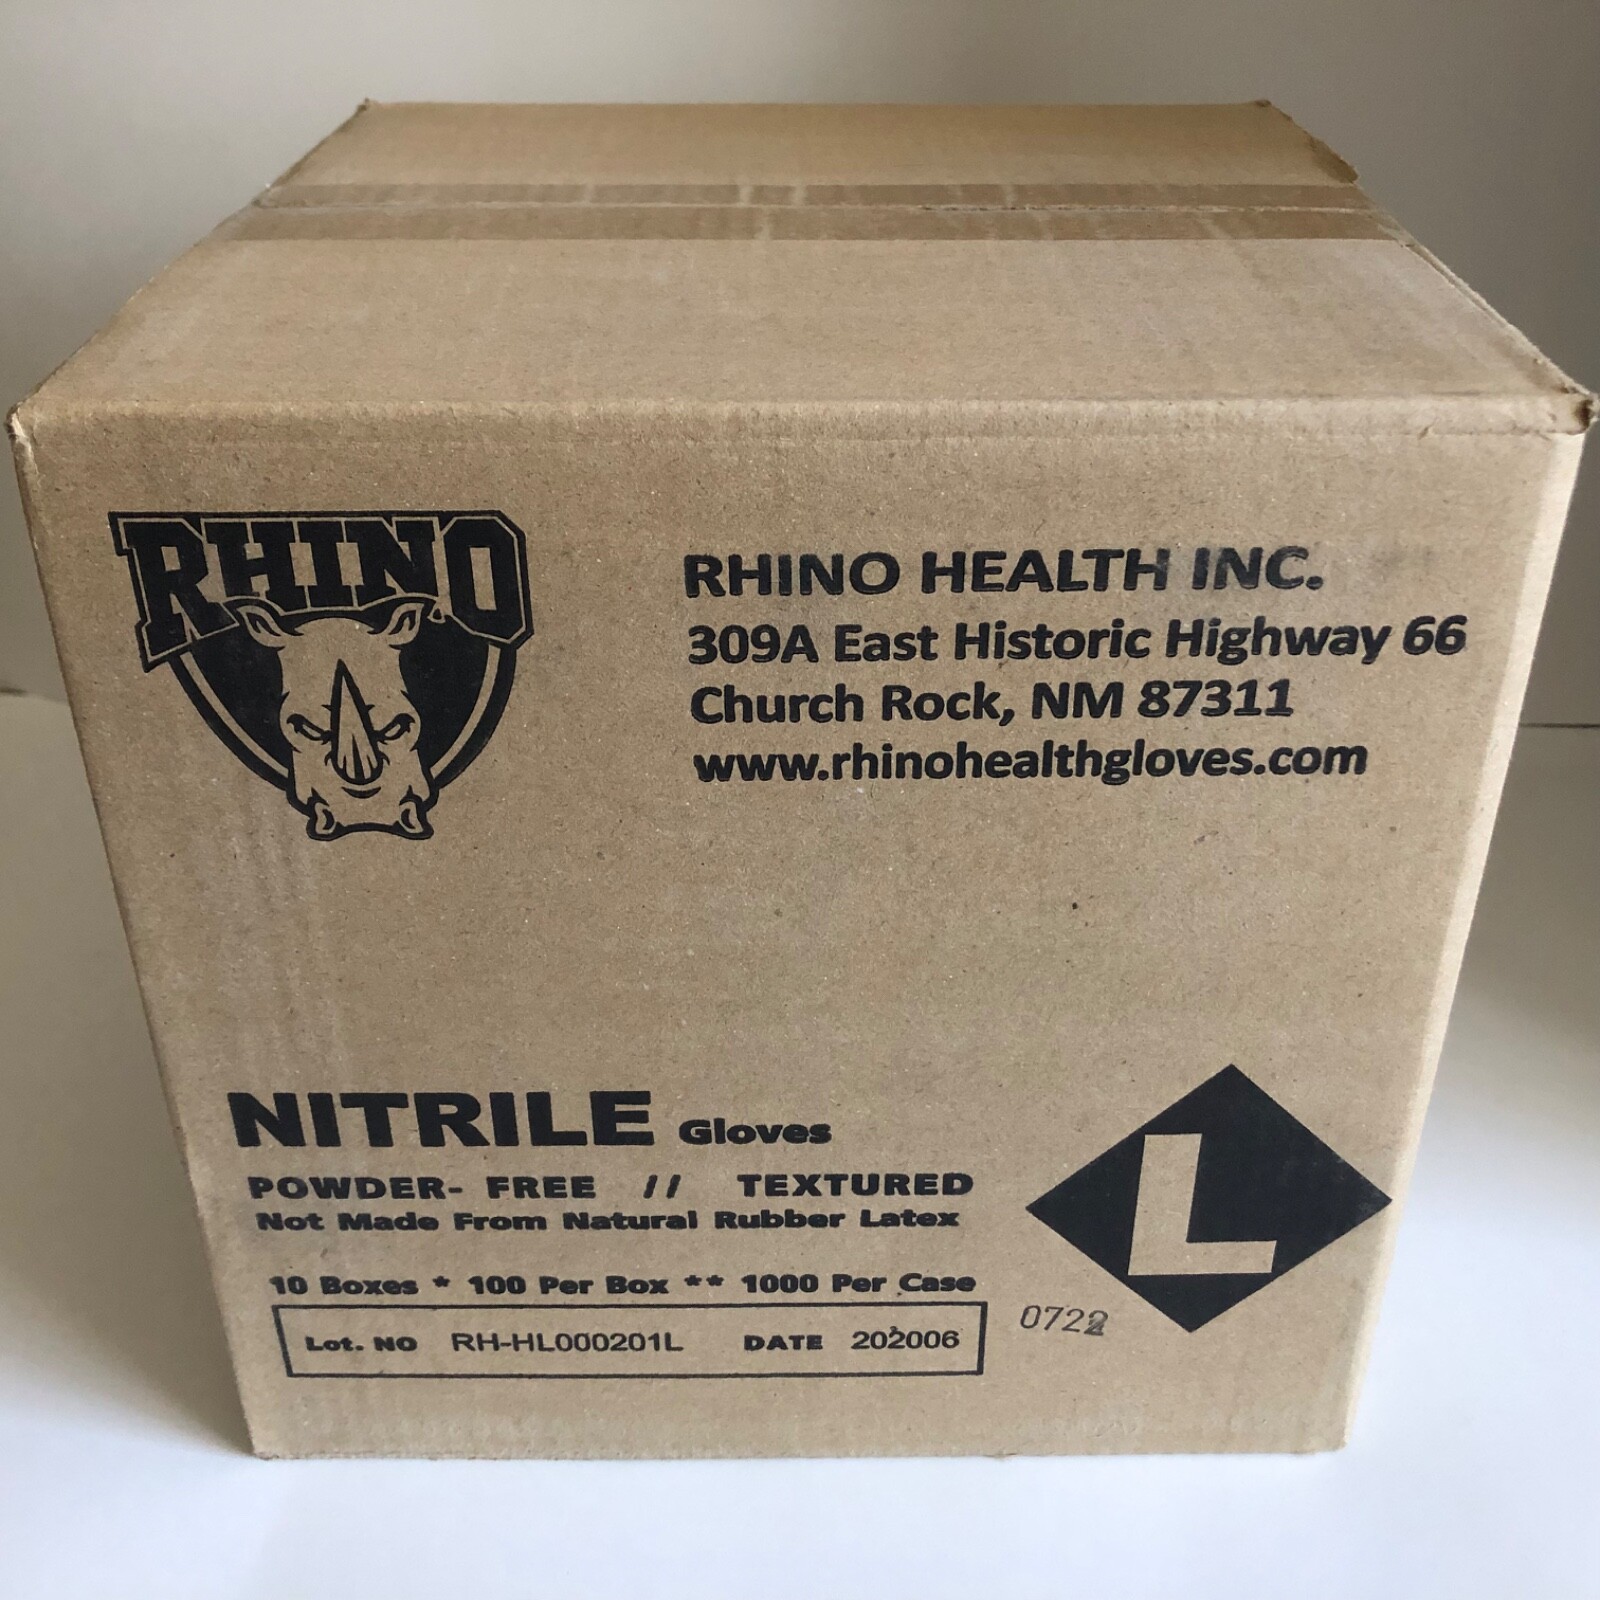 RHINO
RHINO HEALTH INC.
309A East Historic Highway 66
Church Rock, NM 87311
www.rhinohealthgloves.com
NITRILE Gloves
POWDER- FREE // TEXTURED
Not Made From Natural Rubber Latex
L
10 Boxes * 100 Per Box ** 1000 Per Case
Lot. NO RH-HL000201L DATE 202006
0722